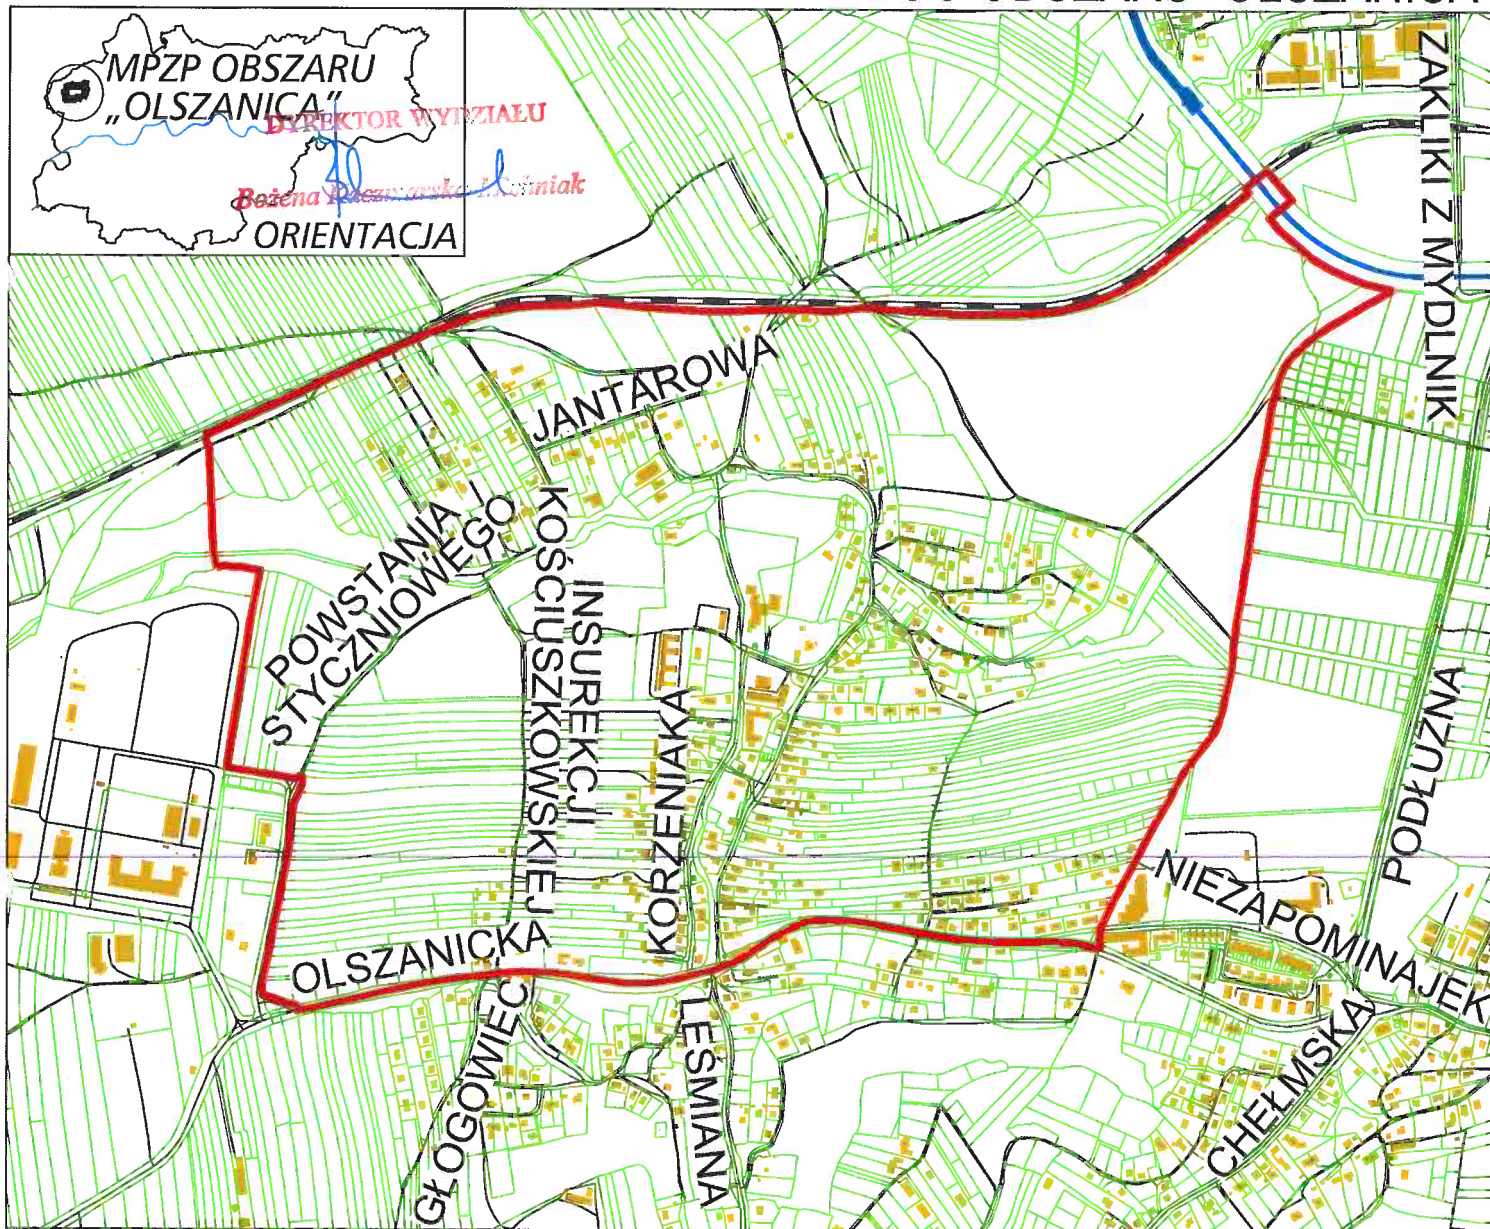 MPZP OBSZARU
„OLSZANICA”
DYREKTOR WYDZIAŁU
Bożena
ORIENTACJA
ZAKLIKI Z MYDLNIK
JANTAROWA
POWSTANIA
STYCZNIOWEGO
INSUREKCJI
KOŚCIUSZKOWSKIEJ
KORZENIAKA
PODŁUŻNA
NIEZAPOMINAJEK
OLSZANICKA
GŁOGOWIEC
LEŚMIANA
CHEŁMSKA